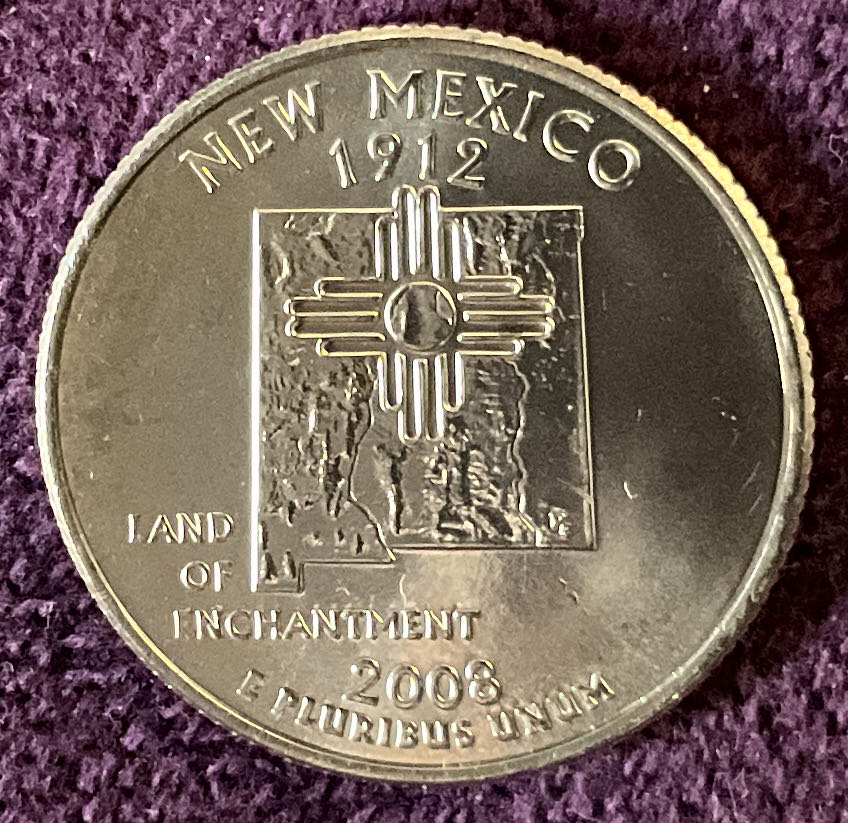 NEW MEXICO
1912
LAND
OF
ENCHANTMENT
2008
E PLURIBUS UNUM